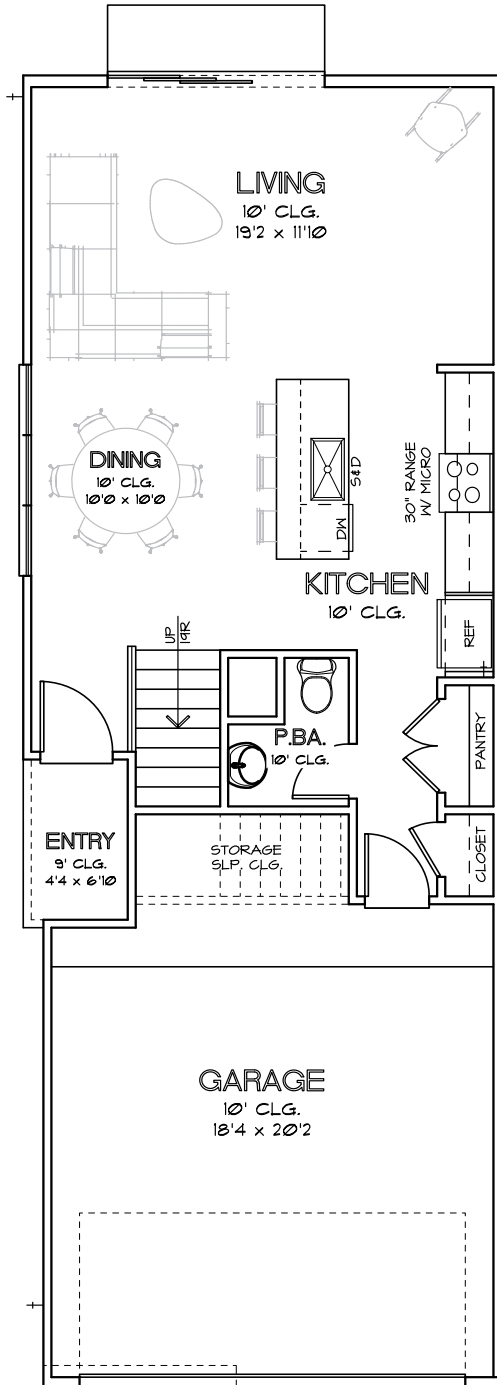 LIVING
10' CLG.
19'2 x 11'10
DINING
10' CLG.
10'0 x 10'0
S&D
DW
30" RANGE
W/ MICRO
KITCHEN
10' CLG.
REF
UP
19R
P.BA.
10' CLG.
PANTRY
ENTRY
9' CLG.
4'4 x 6'10
STORAGE
SLP. CLG.
CLOSET
GARAGE
10' CLG.
18'4 x 20'2